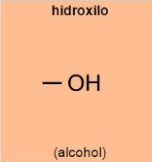 hidroxilo
— OH
(alcohol)